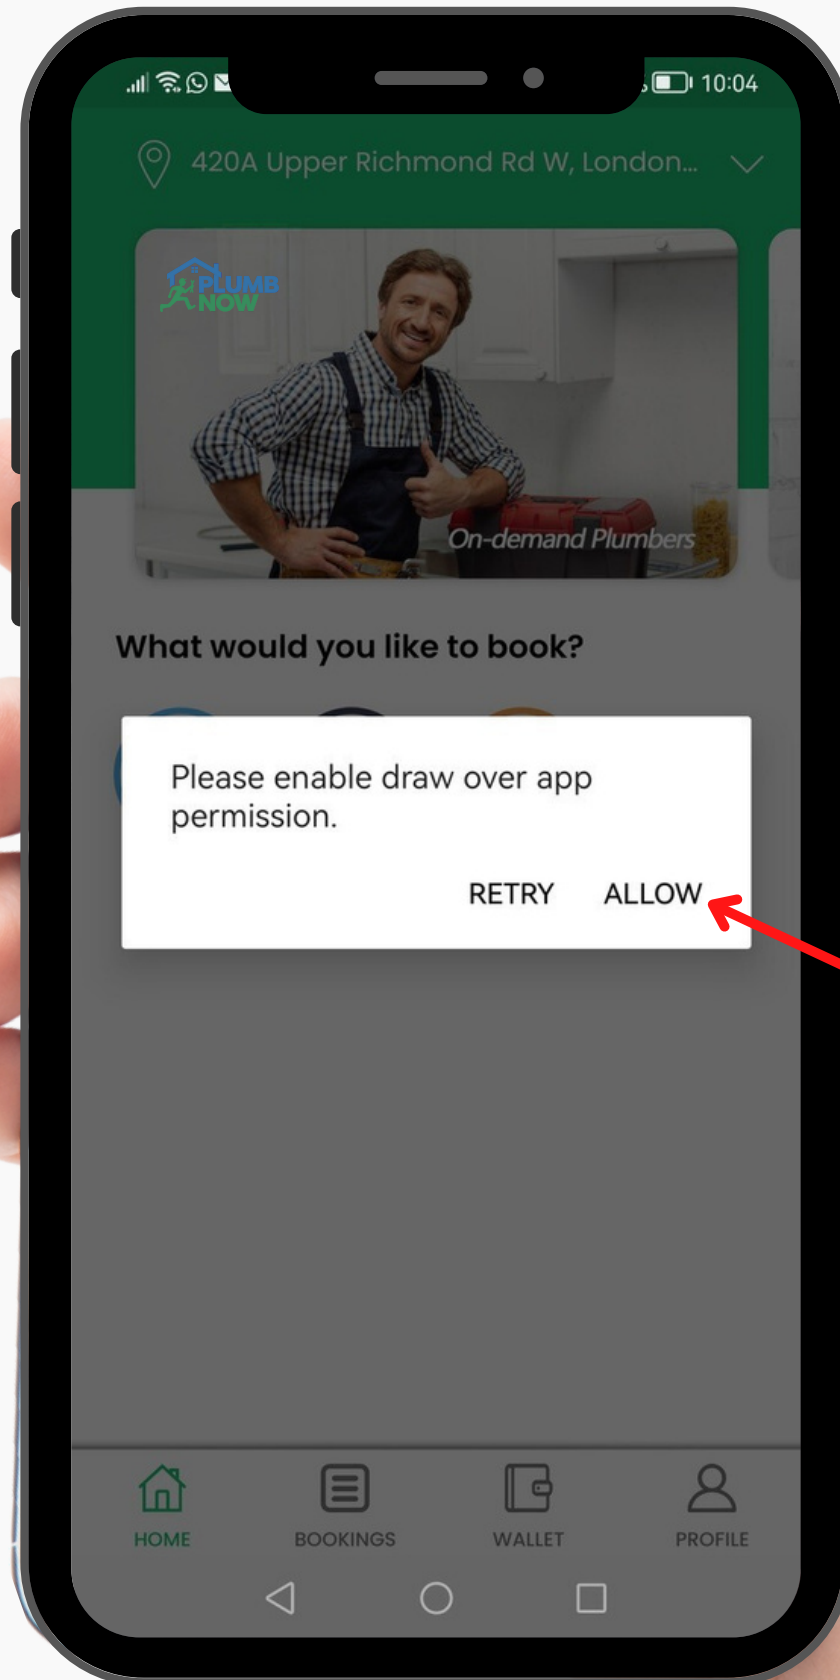 10:04
420A Upper Richmond Rd W, London...
PLUMB
NOW
On-demand Plumbers
What would you like to book?
Please enable draw over app
permission.
RETRY ALLOW
HOME BOOKINGS WALLET PROFILE